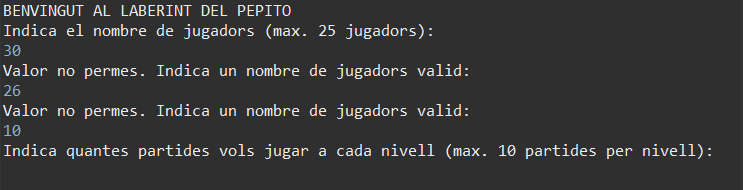 BENVINGUT AL LABERINT DEL PEPITO
Indica el nombre de jugadors (max. 25 jugadors):
30
Valor no permes. Indica un nombre de jugadors valid:
26
Valor no permes. Indica un nombre de jugadors valid:
10
Indica quantes partides vols jugar a cada nivell (max. 10 partides per nivell):